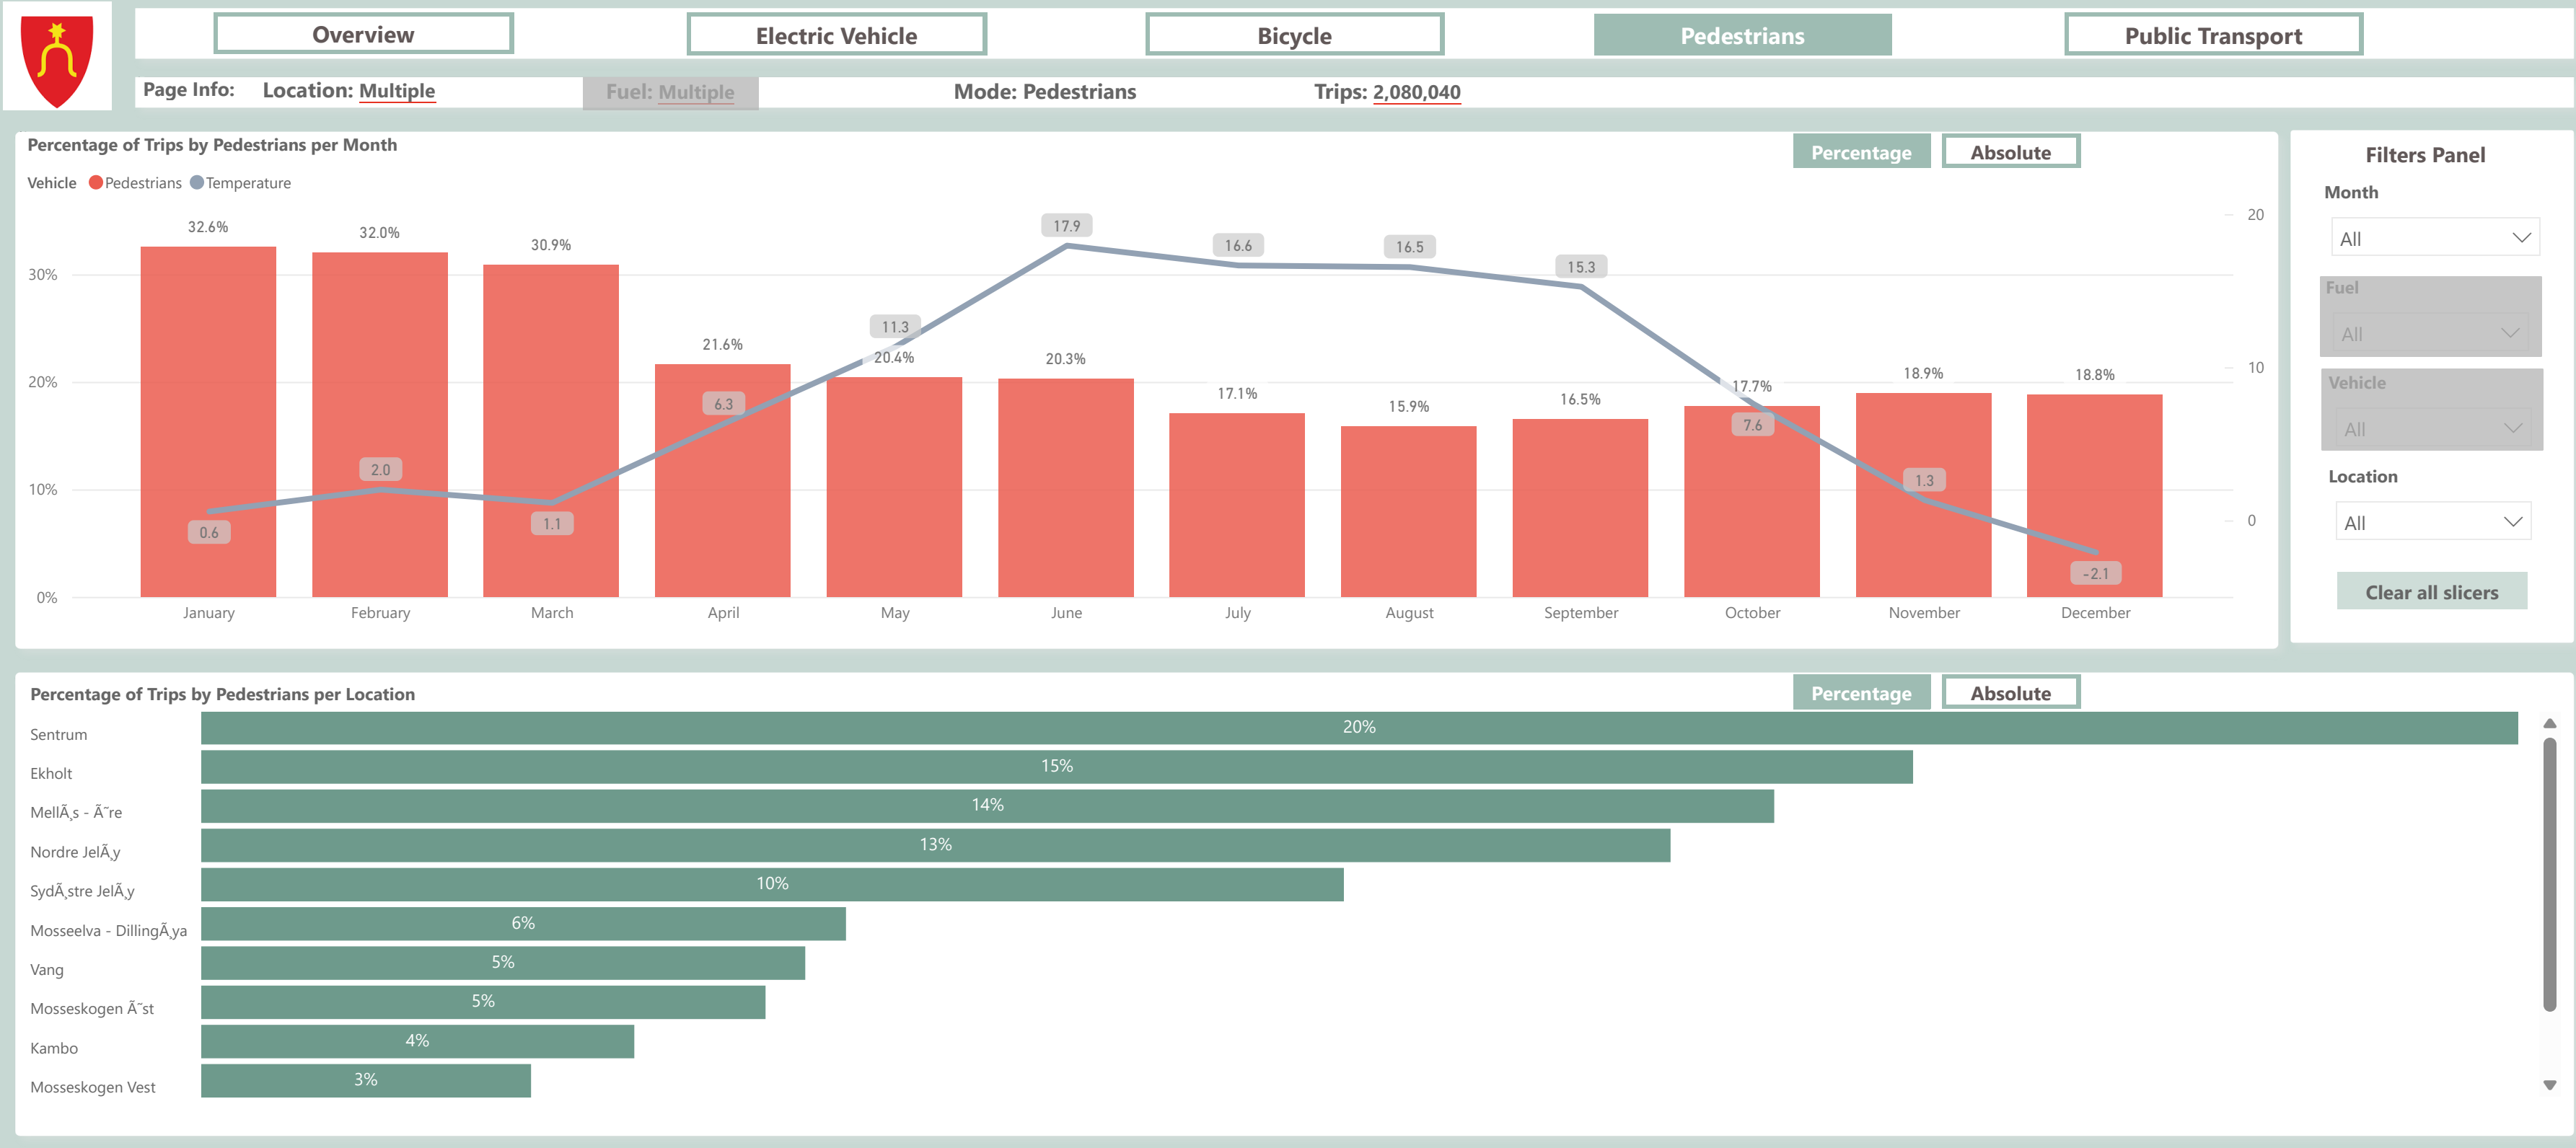 Overview
Electric Vehicle
Bicycle
Pedestrians
Public Transport
Page Info: Location: Multiple Fuel: Multiple Mode: Pedestrians Trips: 2,080,040
Percentage of Trips by Pedestrians per Month
Percentage Absolute
Vehicle Pedestrians Temperature
32.6% 32.0% 30.9% 21.6% 20.4% 20.3% 17.1% 15.9% 16.5% 17.7% 18.9% 18.8%
0.6 2.0 1.1 6.3 11.3 17.9 16.6 16.5 15.3 7.6 1.3 -2.1
30%
20%
10%
0%
20
10
0
January February March April May June July August September October November December
Filters Panel
Month
All
Fuel
All
Vehicle
All
Location
All
Clear all slicers
Percentage of Trips by Pedestrians per Location
Percentage Absolute
Sentrum 20%
Ekholt 15%
MellÃ¸s - Ã˜re 14%
Nordre JelÃ¸y 13%
SydÃ¸stre JelÃ¸y 10%
Mosseelva - DillingÃ¸ya 6%
Vang 5%
Mosseskogen Ã˜st 5%
Kambo 4%
Mosseskogen Vest 3%